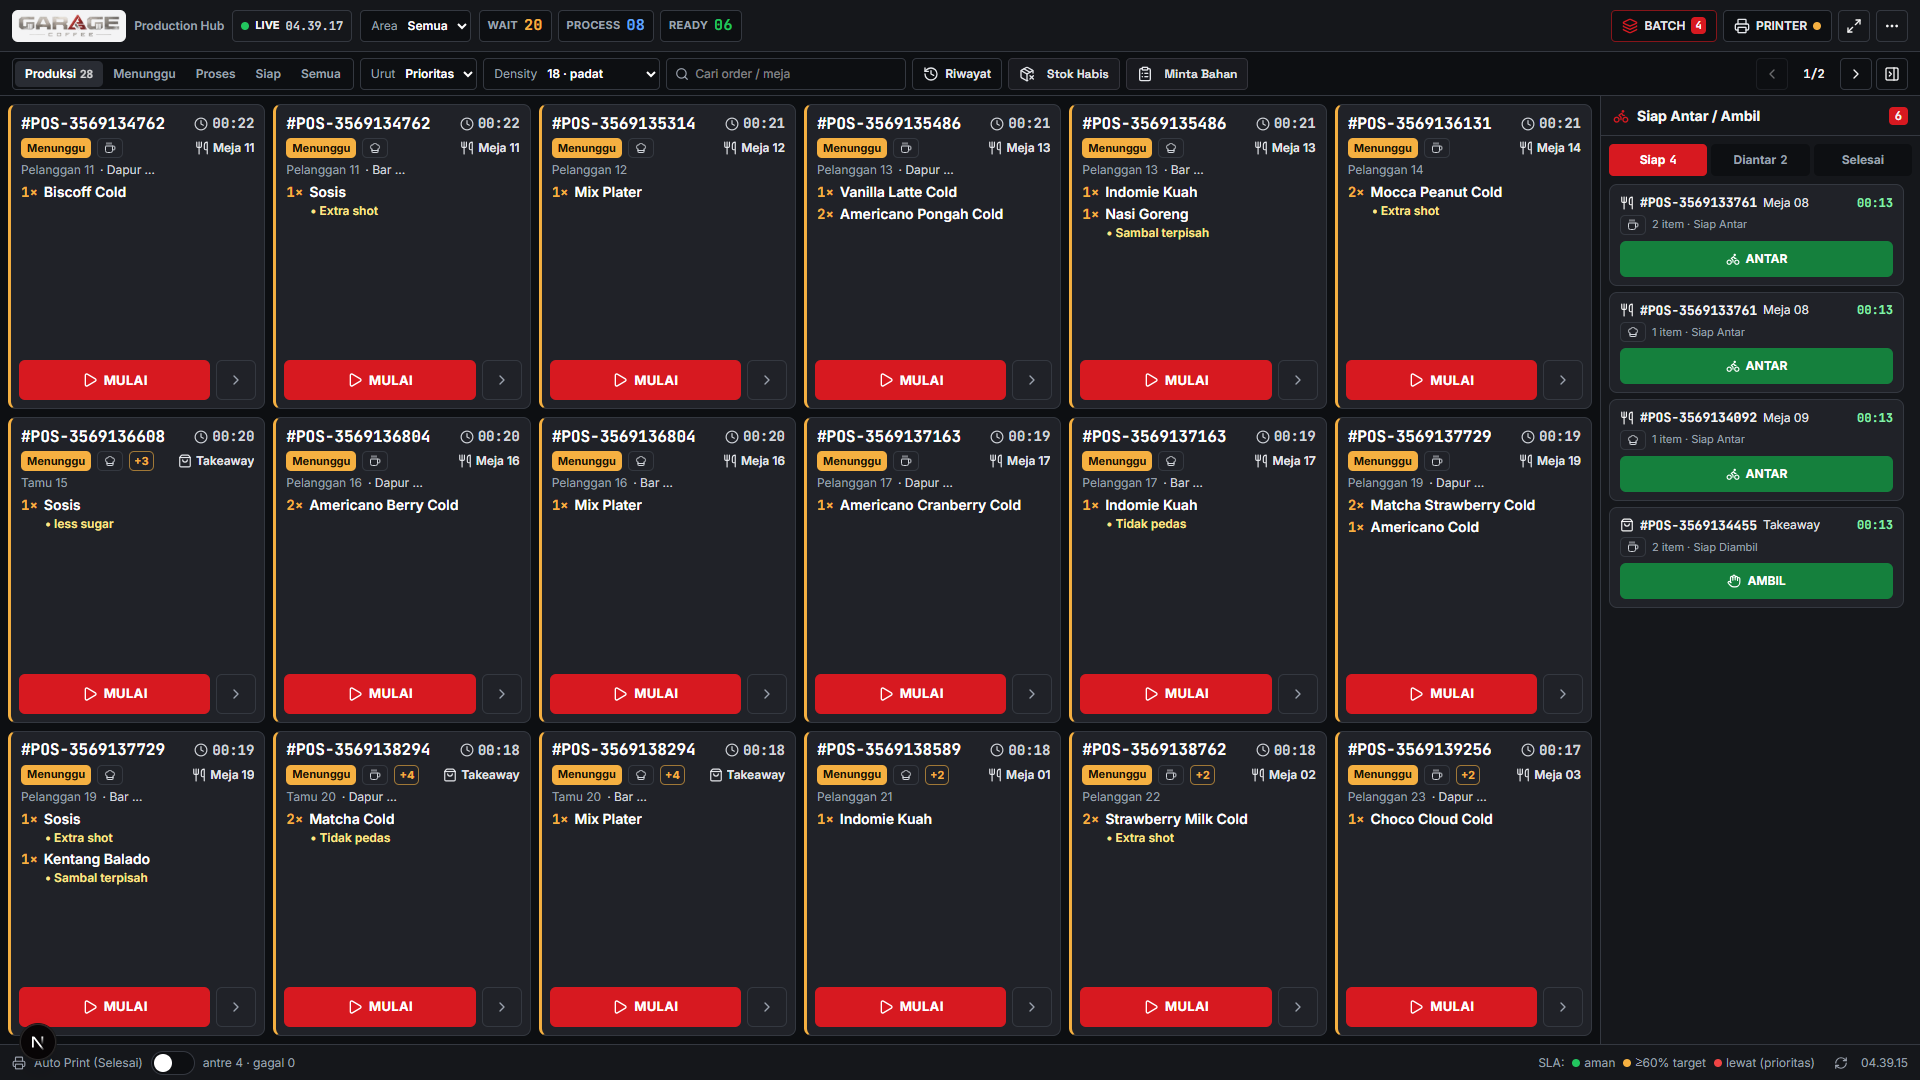 GARAGE
COFFEE
Production Hub
LIVE 04.39.17
Area Semua
WAIT 20
PROCESS 08
READY 06
BATCH 4
PRINTER
Produksi 28
Menunggu
Proses
Siap
Semua
Urut Prioritas
Density 18 · padat
Cari order / meja
Riwayat
Stok Habis
Minta Bahan
1/2
#POS-3569134762 00:22
Menunggu Meja 11
Pelanggan 11 · Dapur ...
1× Biscoff Cold
MULAI
#POS-3569134762 00:22
Menunggu Meja 11
Pelanggan 11 · Bar ...
1× Sosis
• Extra shot
MULAI
#POS-3569135314 00:21
Menunggu Meja 12
Pelanggan 12
1× Mix Plater
MULAI
#POS-3569135486 00:21
Menunggu Meja 13
Pelanggan 13 · Dapur ...
1× Vanilla Latte Cold
2× Americano Pongah Cold
MULAI
#POS-3569135486 00:21
Menunggu Meja 13
Pelanggan 13 · Bar ...
1× Indomie Kuah
1× Nasi Goreng
• Sambal terpisah
MULAI
#POS-3569136131 00:21
Menunggu Meja 14
Pelanggan 14
2× Mocca Peanut Cold
• Extra shot
MULAI
#POS-3569136608 00:20
Menunggu +3 Takeaway
Tamu 15
1× Sosis
• less sugar
MULAI
#POS-3569136804 00:20
Menunggu Meja 16
Pelanggan 16 · Dapur ...
2× Americano Berry Cold
MULAI
#POS-3569136804 00:20
Menunggu Meja 16
Pelanggan 16 · Bar ...
1× Mix Plater
MULAI
#POS-3569137163 00:19
Menunggu Meja 17
Pelanggan 17 · Dapur ...
1× Americano Cranberry Cold
MULAI
#POS-3569137163 00:19
Menunggu Meja 17
Pelanggan 17 · Bar ...
1× Indomie Kuah
• Tidak pedas
MULAI
#POS-3569137729 00:19
Menunggu Meja 19
Pelanggan 19 · Dapur ...
2× Matcha Strawberry Cold
1× Americano Cold
MULAI
#POS-3569137729 00:19
Menunggu Meja 19
Pelanggan 19 · Bar ...
1× Sosis
• Extra shot
1× Kentang Balado
• Sambal terpisah
MULAI
#POS-3569138294 00:18
Menunggu +4 Takeaway
Tamu 20 · Dapur ...
2× Matcha Cold
• Tidak pedas
MULAI
#POS-3569138294 00:18
Menunggu +4 Takeaway
Tamu 20 · Bar ...
1× Mix Plater
MULAI
#POS-3569138589 00:18
Menunggu +2 Meja 01
Pelanggan 21
1× Indomie Kuah
MULAI
#POS-3569138762 00:18
Menunggu +2 Meja 02
Pelanggan 22
2× Strawberry Milk Cold
• Extra shot
MULAI
#POS-3569139256 00:17
Menunggu +2 Meja 03
Pelanggan 23 · Dapur ...
1× Choco Cloud Cold
MULAI
Siap Antar / Ambil 6
Siap 4
Diantar 2
Selesai
#POS-3569133761 Meja 08 00:13
2 item · Siap Antar
ANTAR
#POS-3569133761 Meja 08 00:13
1 item · Siap Antar
ANTAR
#POS-3569134092 Meja 09 00:13
1 item · Siap Antar
ANTAR
#POS-3569134455 Takeaway 00:13
2 item · Siap Diambil
AMBIL
N
Auto Print (Selesai)
antre 4 · gagal 0
SLA: aman ≥60% target lewat (prioritas)
04.39.15